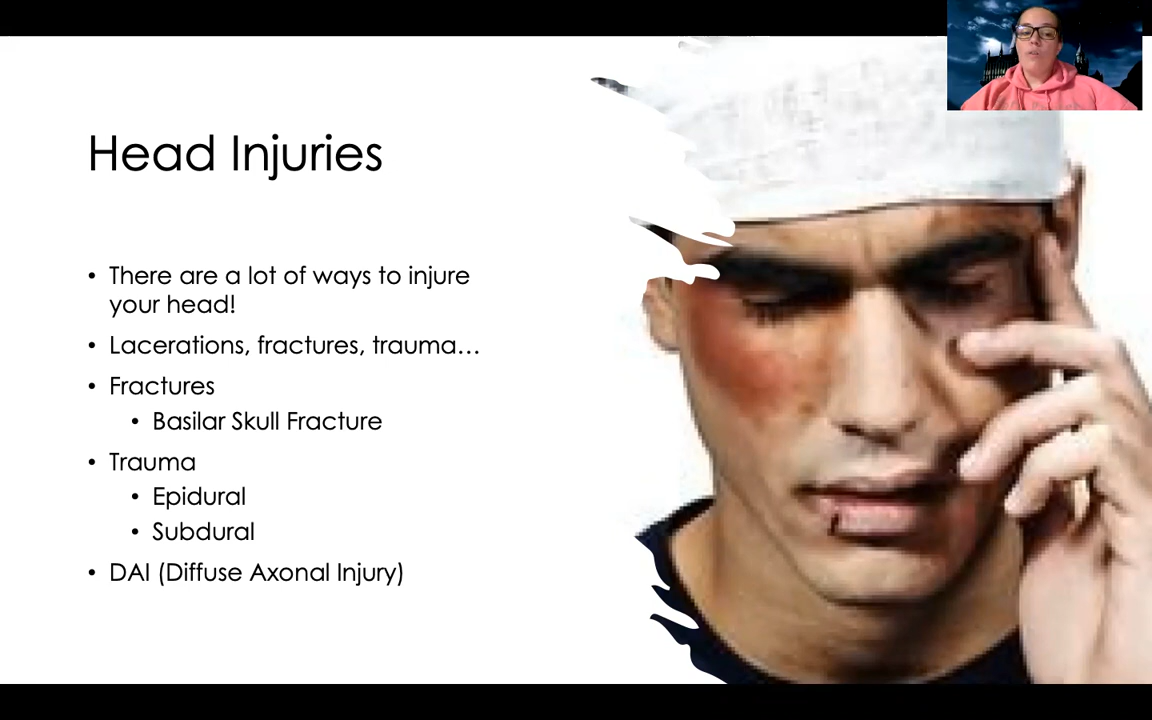 Head Injuries
• There are a lot of ways to injure
your head!
• Lacerations, fractures, trauma...
• Fractures
• Basilar Skull Fracture
• Trauma
• Epidural
• Subdural
• DAI (Diffuse Axonal Injury)